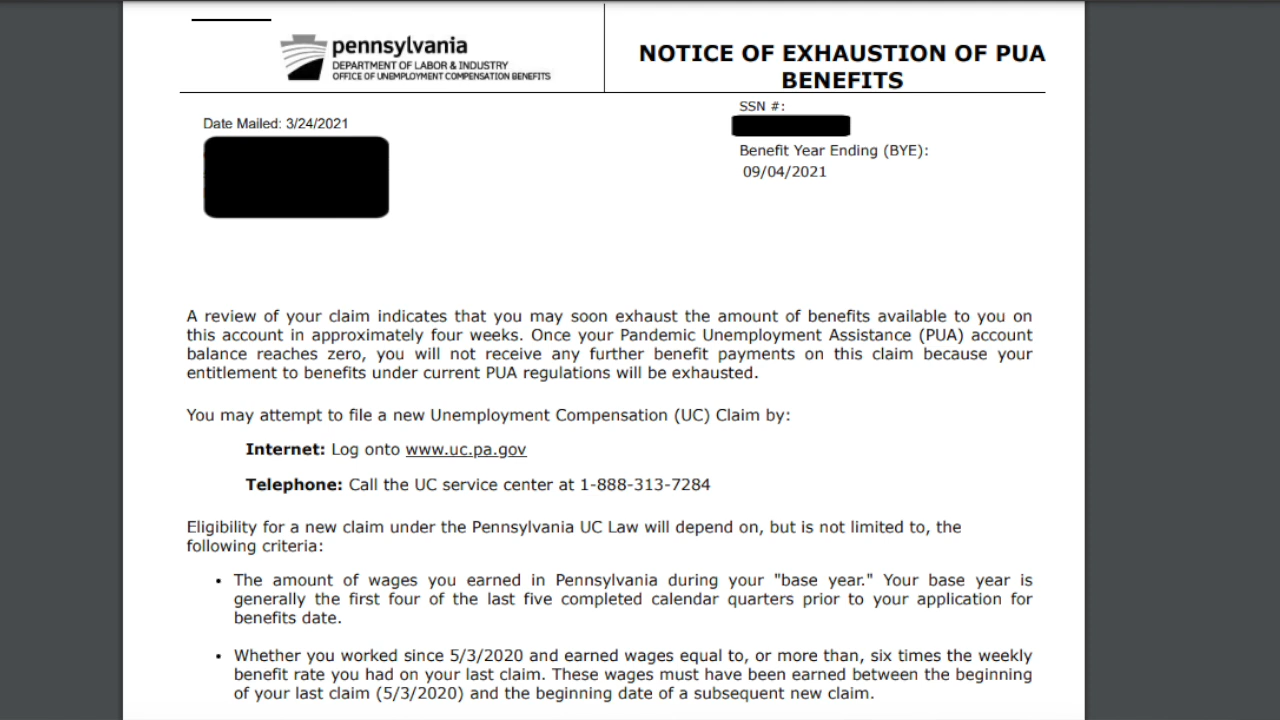 pennsylvania
DEPARTMENT OF LABOR & INDUSTRY
OFFICE OF UNEMPLOYMENT COMPENSATION BENEFITS
NOTICE OF EXHAUSTION OF PUA
BENEFITS
Date Mailed: 3/24/2021
SSN #:
Benefit Year Ending (BYE):
09/04/2021
A review of your claim indicates that you may soon exhaust the amount of benefits available to you on
this account in approximately four weeks. Once your Pandemic Unemployment Assistance (PUA) account
balance reaches zero, you will not receive any further benefit payments on this claim because your
entitlement to benefits under current PUA regulations will be exhausted.
You may attempt to file a new Unemployment Compensation (UC) Claim by:
Internet: Log onto www.uc.pa.gov
Telephone: Call the UC service center at 1-888-313-7284
Eligibility for a new claim under the Pennsylvania UC Law will depend on, but is not limited to, the
following criteria:
• The amount of wages you earned in Pennsylvania during your "base year." Your base year is
generally the first four of the last five completed calendar quarters prior to your application for
benefits date.
• Whether you worked since 5/3/2020 and earned wages equal to, or more than, six times the weekly
benefit rate you had on your last claim. These wages must have been earned between the beginning
of your last claim (5/3/2020) and the beginning date of a subsequent new claim.